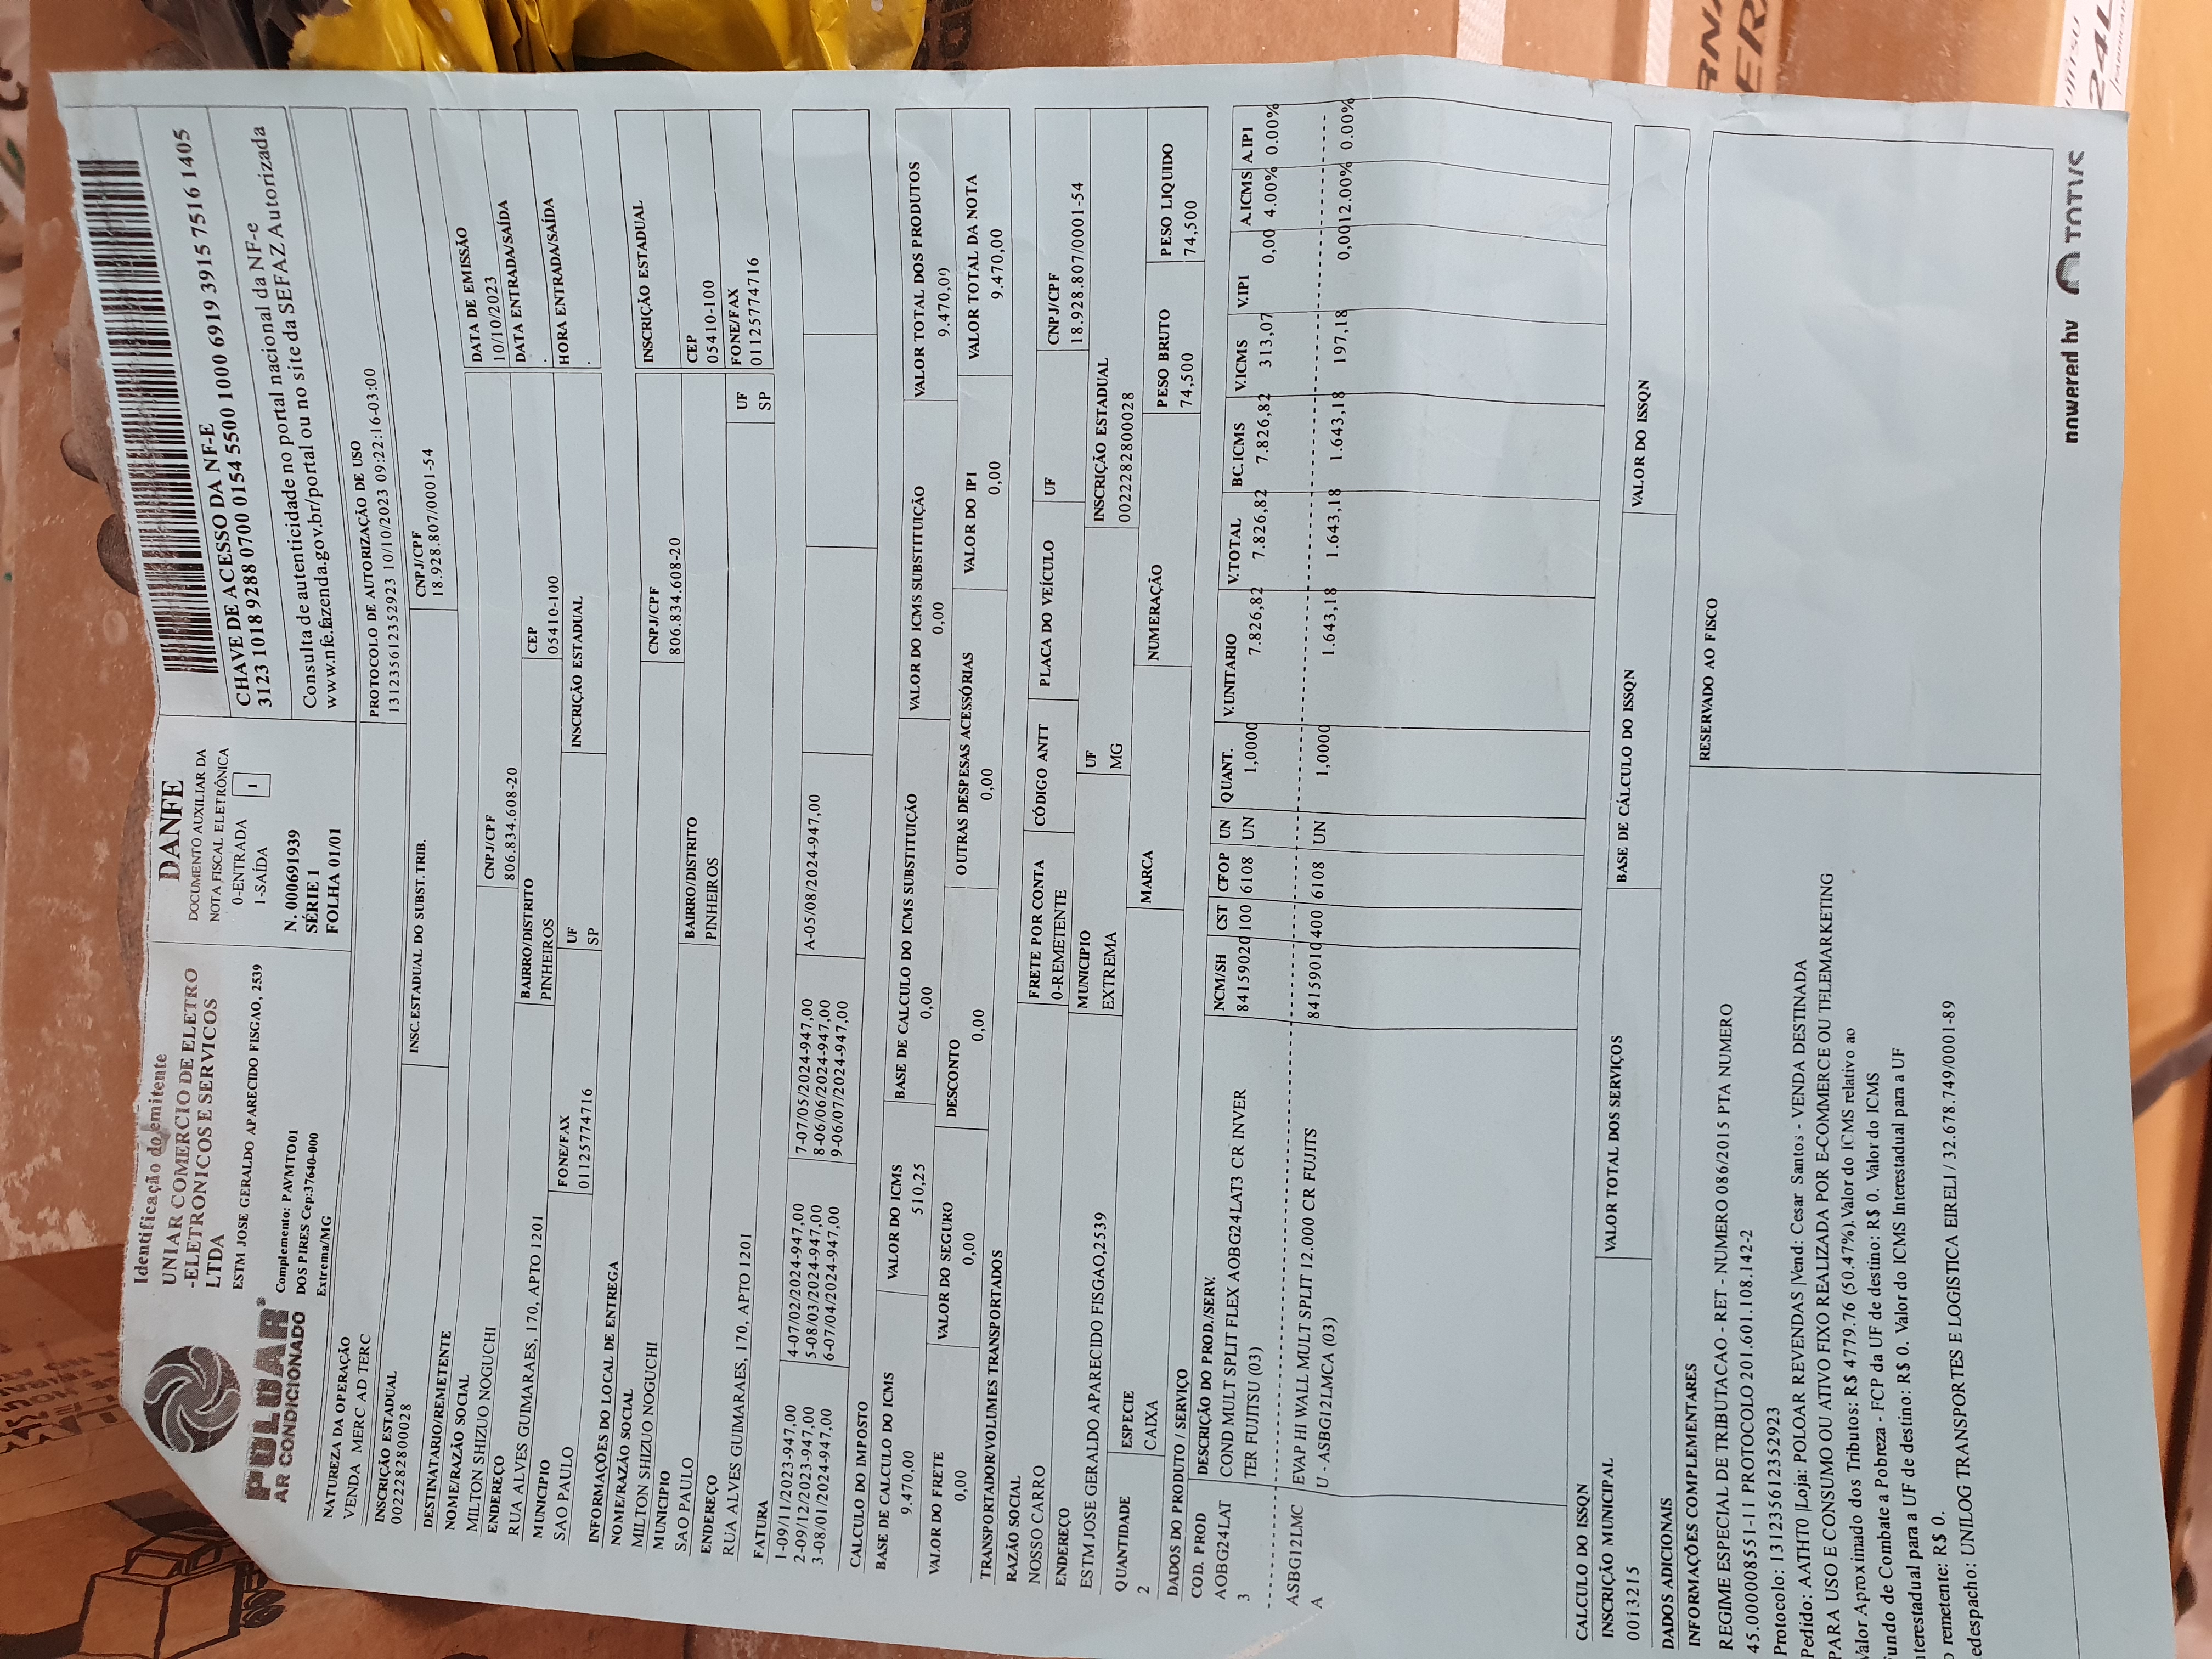 Identificação do emitente
UNIAR COMERCIO DE ELETRO
-ELETRONICOS E SERVICOS
LTDA
ESTM JOSE GERALDO APARECIDO FISGAO, 2539
Complemento: PAVMTO01
DOS PIRES Cep:37640-000
Extrema/MG
POLOAR
AR CONDICIONADO
DANFE
DOCUMENTO AUXILIAR DA
NOTA FISCAL ELETRÔNICA
0-ENTRADA
1-SAÍDA
1
N. 000691939
SÉRIE 1
FOLHA 01/01
CHAVE DE ACESSO DA NF-E
3123 1018 9288 0700 0154 5500 1000 6919 3915 7516 1405
Consulta de autenticidade no portal nacional da NF-e
www.nfe.fazenda.gov.br/portal ou no site da SEFAZ Autorizada
NATUREZA DA OPERAÇÃO
VENDA MERC AD TERC
PROTOCOLO DE AUTORIZAÇÃO DE USO
131235612352923 10/10/2023 09:22:16-03:00
INSCRIÇÃO ESTADUAL
0022282800028
INSC.ESTADUAL DO SUBST.TRIB.
CNPJ/CPF
18.928.807/0001-54
DESTINATARIO/REMETENTE
NOME/RAZÃO SOCIAL
MILTON SHIZUO NOGUCHI
CNPJ/CPF
806.834.608-20
DATA DE EMISSÃO
10/10/2023
ENDEREÇO
RUA ALVES GUIMARAES, 170, APTO 1201
BAIRRO/DISTRITO
PINHEIROS
CEP
05410-100
DATA ENTRADA/SAÍDA
.
MUNICIPIO
SAO PAULO
FONE/FAX
01125774716
UF
SP
INSCRIÇÃO ESTADUAL
HORA ENTRADA/SAÍDA
.
INFORMAÇÕES DO LOCAL DE ENTREGA
NOME/RAZÃO SOCIAL
MILTON SHIZUO NOGUCHI
CNPJ/CPF
806.834.608-20
INSCRIÇÃO ESTADUAL
MUNICIPIO
SAO PAULO
BAIRRO/DISTRITO
PINHEIROS
CEP
05410-100
ENDEREÇO
RUA ALVES GUIMARAES, 170, APTO 1201
UF
SP
FONE/FAX
01125774716
FATURA
1-09/11/2023-947,00
2-09/12/2023-947,00
3-08/01/2024-947,00
4-07/02/2024-947,00
5-08/03/2024-947,00
6-07/04/2024-947,00
7-07/05/2024-947,00
8-06/06/2024-947,00
9-06/07/2024-947,00
A-05/08/2024-947,00
CALCULO DO IMPOSTO
BASE DE CALCULO DO ICMS
9.470,00
VALOR DO ICMS
510,25
BASE DE CALCULO DO ICMS SUBSTITUIÇÃO
0,00
VALOR DO ICMS SUBSTITUIÇÃO
0,00
VALOR TOTAL DOS PRODUTOS
9.470,00
VALOR DO FRETE
0,00
VALOR DO SEGURO
0,00
DESCONTO
0,00
OUTRAS DESPESAS ACESSÓRIAS
0,00
VALOR DO IPI
0,00
VALOR TOTAL DA NOTA
9.470,00
TRANSPORTADOR/VOLUMES TRANSPORTADOS
RAZÃO SOCIAL
NOSSO CARRO
FRETE POR CONTA
0-REMETENTE
CÓDIGO ANTT
PLACA DO VEÍCULO
UF
CNPJ/CPF
18.928.807/0001-54
ENDEREÇO
ESTM JOSE GERALDO APARECIDO FISGAO,2539
MUNICIPIO
EXTREMA
UF
MG
INSCRIÇÃO ESTADUAL
0022282800028
QUANTIDADE
2
ESPECIE
CAIXA
MARCA
NUMERAÇÃO
PESO BRUTO
74,500
PESO LIQUIDO
74,500
DADOS DO PRODUTO / SERVIÇO
COD. PROD DESCRIÇÃO DO PROD./SERV. NCM/SH CST CFOP UN QUANT. V.UNITARIO V.TOTAL BC.ICMS V.ICMS V.IPI A.ICMS A.IPI
AOBG24LAT COND MULT SPLIT FLEX AOBG24LAT3 CR INVER 84159020 100 6108 UN 1,0000 7.826,82 7.826,82 7.826,82 313,07 0,00 4.00% 0.00%
3 TER FUJITSU (03)
ASBG12LMC EVAP HI WALL MULT SPLIT 12.000 CR FUJITS 84159010 400 6108 UN 1,0000 1.643,18 1.643,18 1.643,18 197,18 0,00 12.00% 0.00%
A U - ASBG12LMCA (03)
CALCULO DO ISSQN
INSCRIÇÃO MUNICIPAL
0013215
VALOR TOTAL DOS SERVIÇOS
BASE DE CÁLCULO DO ISSQN
VALOR DO ISSQN
DADOS ADICIONAIS
INFORMAÇÕES COMPLEMENTARES
RESERVADO AO FISCO
REGIME ESPECIAL DE TRIBUTACAO - RET - NUMERO 086/2015 PTA NUMERO
45.000008551-11 PROTOCOLO 201.601.108.142-2
Protocolo: 131235612352923
Pedido: AATHT0 |Loja: POLOAR REVENDAS |Vend: Cesar Santos - VENDA DESTINADA
PARA USO E CONSUMO OU ATIVO FIXO REALIZADA POR E-COMMERCE OU TELEMARKETING
Valor Aproximado dos Tributos: R$ 4779.76 (50.47%).Valor do ICMS relativo ao
Fundo de Combate a Pobreza - FCP da UF de destino: R$ 0. Valor do ICMS
nterestadual para a UF de destino: R$ 0. Valor do ICMS Interestadual para a UF
o remetente: R$ 0.
edespacho: UNILOG TRANSPORTES E LOGISTICA EIRELI / 32.678.749/0001-89
powered by TOTVS
24L